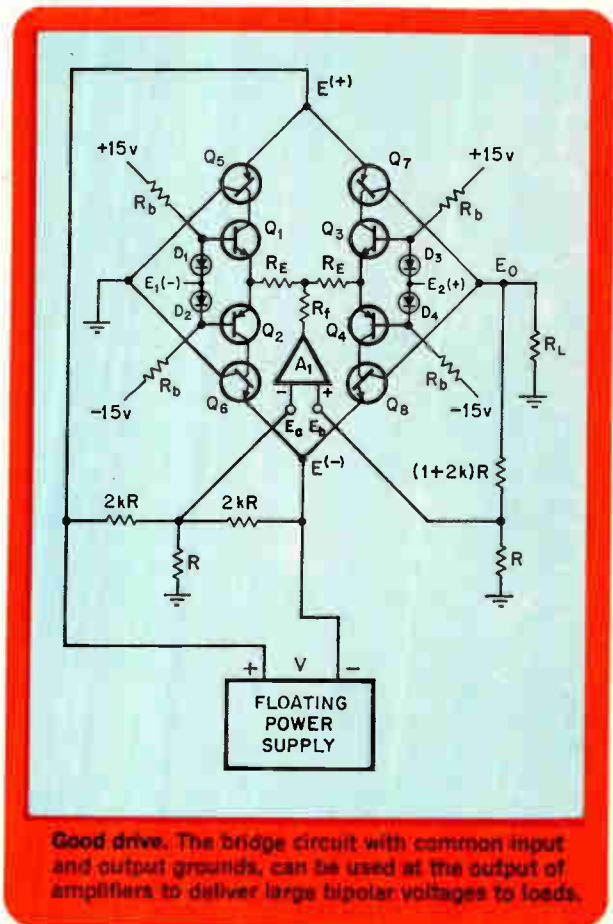 E(+)
+15v
Q5
Q7
+15v
Rb
Q1
Q3
Rb
D1
D3
E1(-)
RE
RE
E2(+)
Eo
D2
Rf
D4
Q2
Q4
RL
Rb
A1
Rb
-15v
Q6
- +
Q8
-15v
Ea Eb
E(-)
(1+2k)R
2kR
2kR
R
R
+ V -
FLOATING
POWER
SUPPLY
Good drive. The bridge circuit with common input
and output grounds, can be used at the output of
amplifiers to deliver large bipolar voltages to loads.